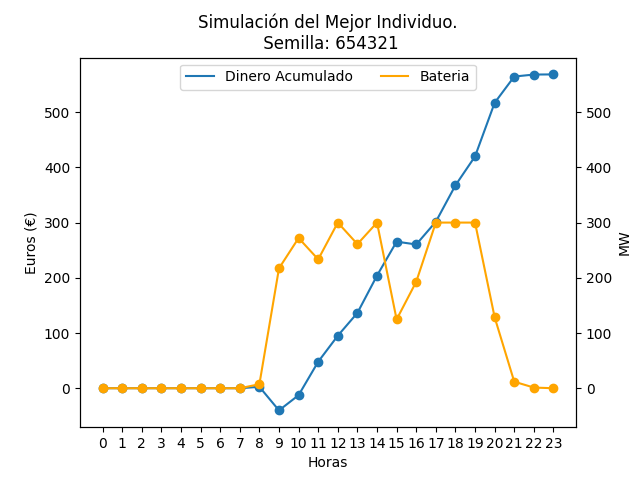 Simulación del Mejor Individuo.
Semilla: 654321
Dinero Acumulado
Bateria
Euros (€)
500
400
300
200
100
0
500
400
300
200
100
0
MW
0 1 2 3 4 5 6 7 8 9 10 11 12 13 14 15 16 17 18 19 20 21 22 23
Horas